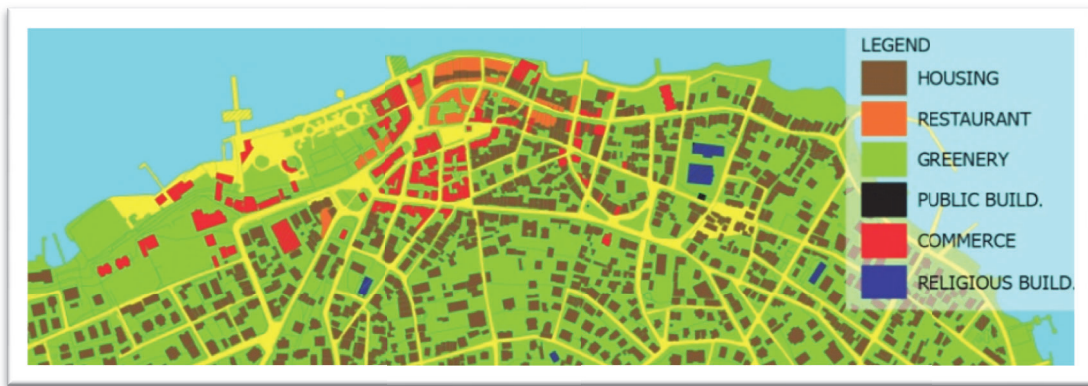 LEGEND
HOUSING
RESTAURANT
GREENERY
PUBLIC BUILD.
COMMERCE
RELIGIOUS BUILD.